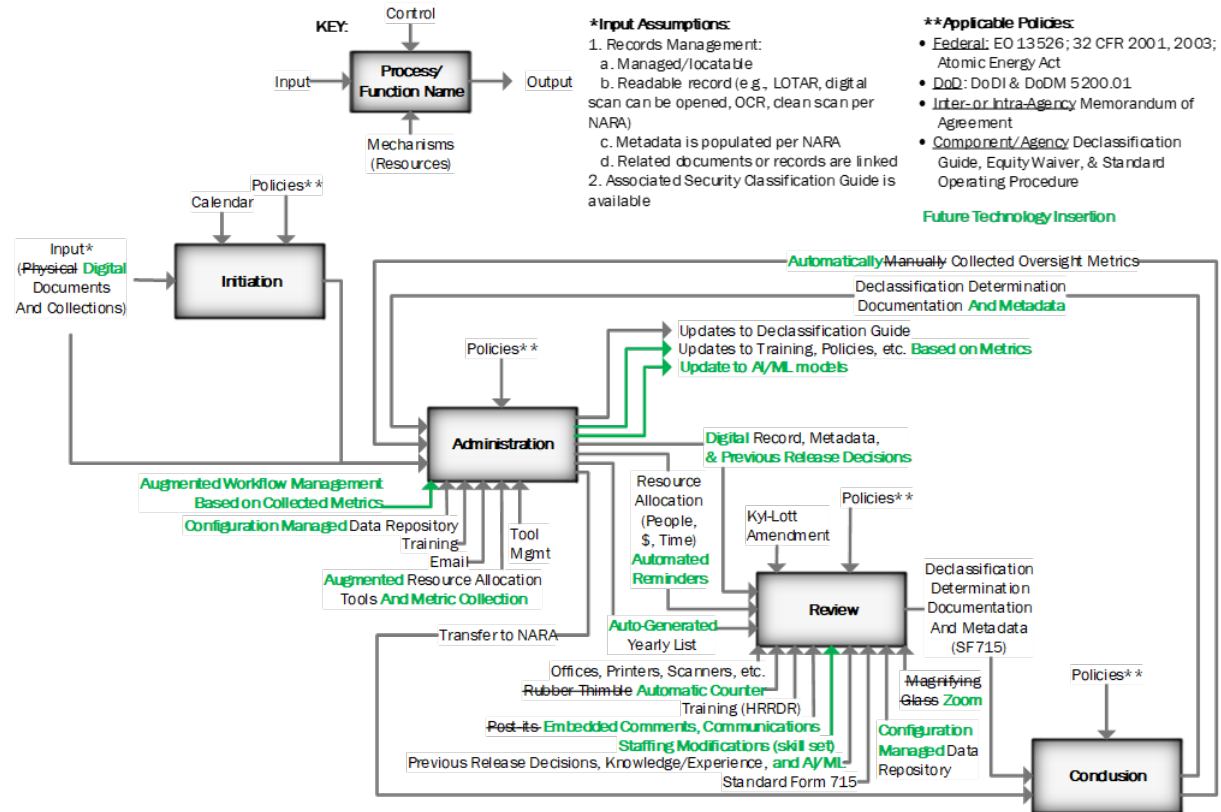 KEY:
Control
Input
Process/
Function Name
Output
Mechanisms
(Resources)
*Input Assumptions:
1. Records Management:
a. Managed/locatable
b. Readable record (e.g., LOTAR, digital
scan can be opened, OCR, clean scan per
NARA)
c. Metadata is populated per NARA
d. Related documents or records are linked
2. Associated Security Classification Guide is
available
**Applicable Policies:
• Federal: EO 13526; 32 CFR 2001, 2003;
Atomic Energy Act
• DoD: DoDI & DoDM 5200.01
• Inter- or Intra-Agency Memorandum of
Agreement
• Component/Agency Declassification
Guide, Equity Waiver, & Standard
Operating Procedure
Future Technology Insertion
Policies**
Calendar
Input*
(Physical Digital
Documents
And Collections)
Initiation
Automatically Manually Collected Oversight Metrics
Declassification Determination
Documentation And Metadata
Updates to Declassification Guide
Updates to Training, Policies, etc. Based on Metrics
Update to AI/ML models
Policies**
Administration
Augmented Workflow Management
Based on Collected Metrics
Configuration Managed Data Repository
Training
Email
Augmented Resource Allocation
Tools And Metric Collection
Tool
Mgmt
Digital Record, Metadata,
& Previous Release Decisions
Resource
Allocation
(People,
$, Time)
Automated
Reminders
Auto-Generated
Yearly List
Transfer to NARA
Kyl-Lott
Amendment
Policies**
Review
Declassification
Determination
Documentation
And Metadata
(SF715)
Offices, Printers, Scanners, etc.
Rubber Thimble Automatic Counter
Training (HRRDR)
Post-its Embedded Comments, Communications
Staffing Modifications (skill set)
Previous Release Decisions, Knowledge/Experience, and AI/ML
Standard Form 715
Magnifying
Glass Zoom
Configuration
Managed Data
Repository
Policies**
Conclusion